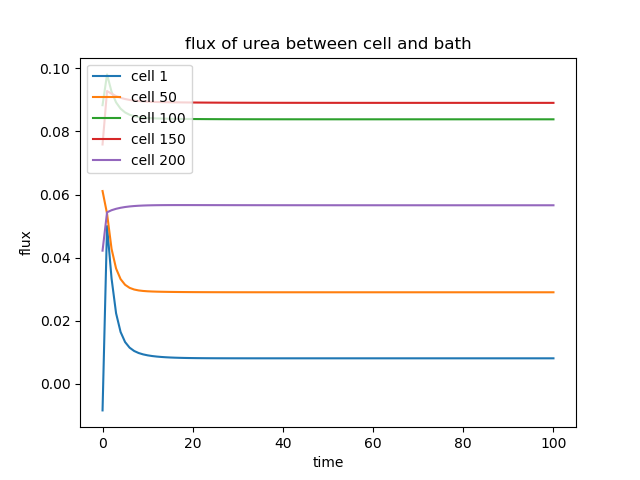 flux of urea between cell and bath
0.10
0.08
0.06
0.04
0.02
0.00
flux
cell 1
cell 50
cell 100
cell 150
cell 200
0
20
40
60
80
100
time